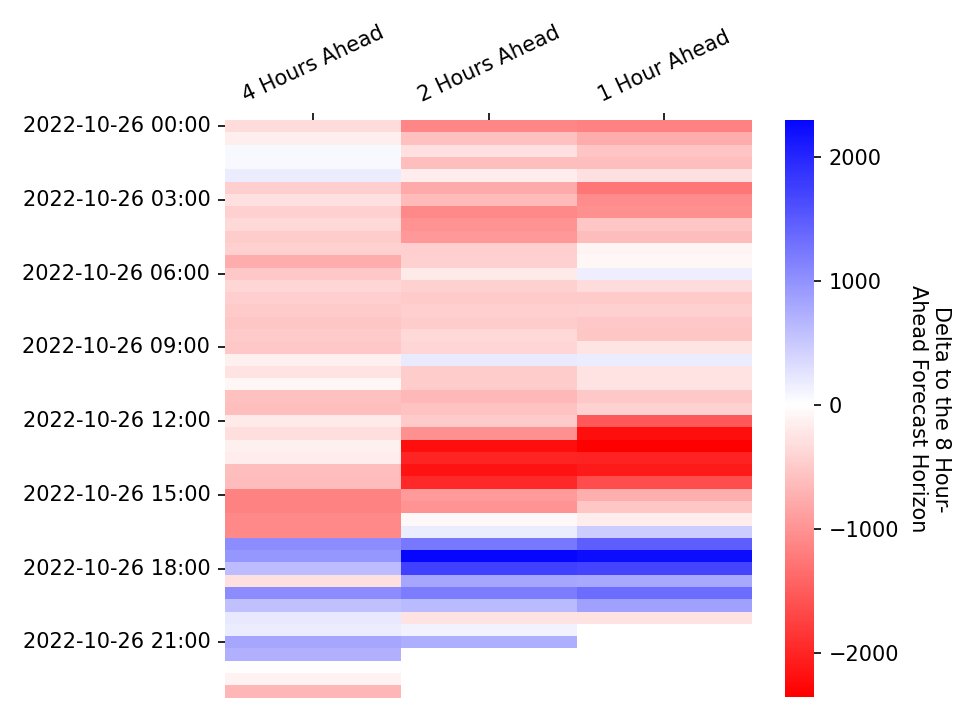 4 Hours Ahead
2 Hours Ahead
1 Hour Ahead
2022-10-26 00:00
2022-10-26 03:00
2022-10-26 06:00
2022-10-26 09:00
2022-10-26 12:00
2022-10-26 15:00
2022-10-26 18:00
2022-10-26 21:00
2000
1000
0
−1000
−2000
Delta to the 8 Hour-
Ahead Forecast Horizon